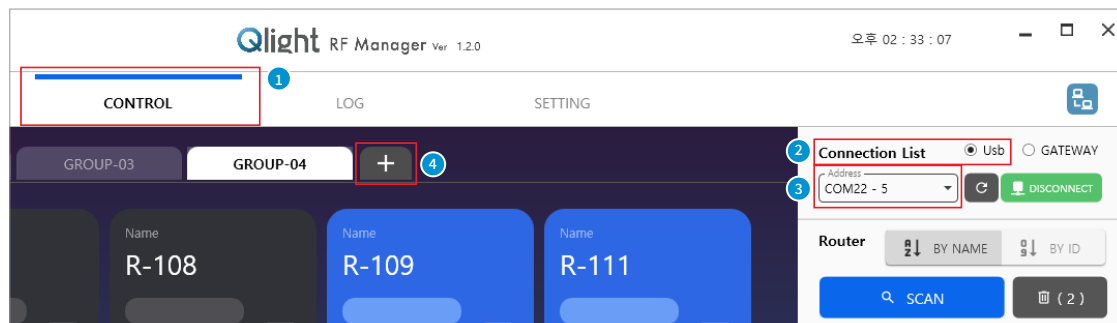 Qlight RF Manager Ver 1.2.0
오후 02 : 33 : 07
1
CONTROL
LOG
SETTING
GROUP-03
GROUP-04
+
4
2
Connection List
Usb
GATEWAY
3
Address
COM22 - 5
DISCONNECT
Name
R-108
Name
R-109
Name
R-111
Router
BY NAME
BY ID
SCAN
( 2 )